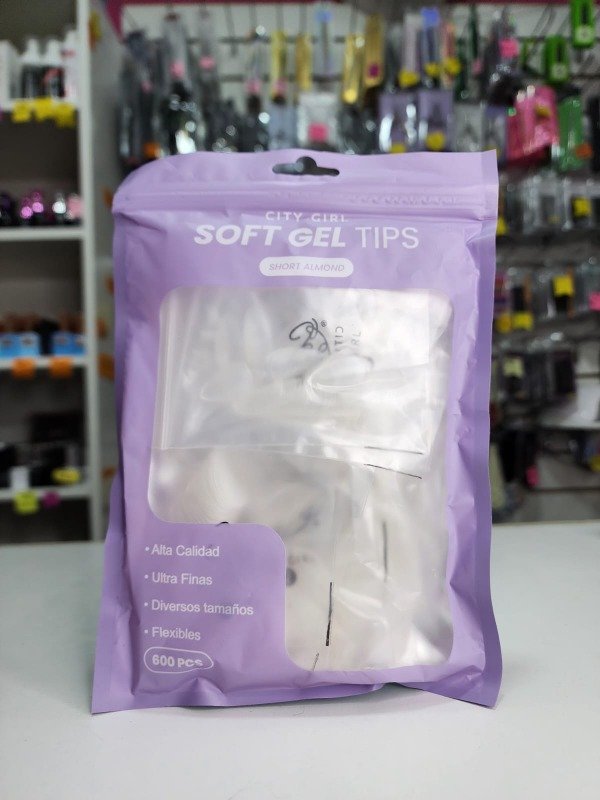 CITY GIRL
SOFT GEL TIPS
SHORT ALMOND
• Alta Calidad
• Ultra Finas
• Diversos tamaños
• Flexibles
600 PCS